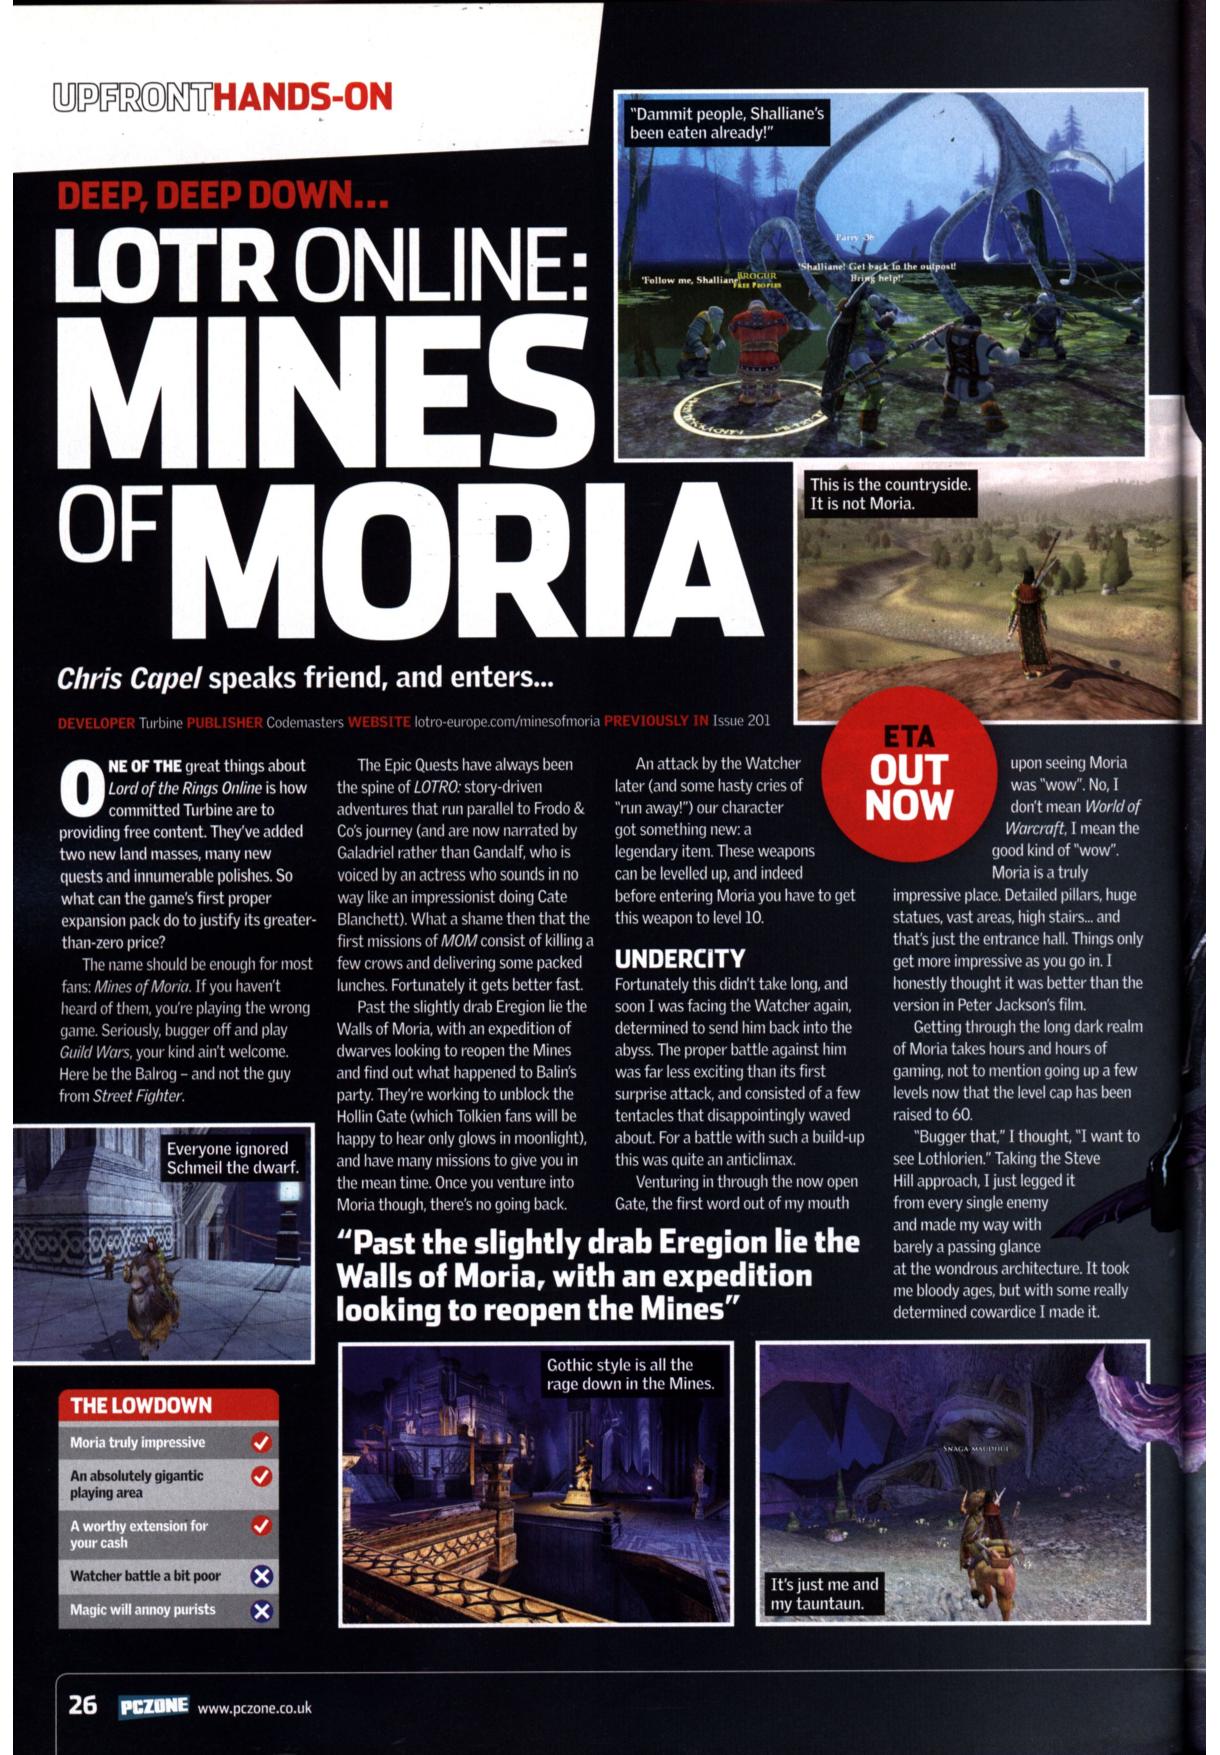 UPFRONTHANDS-ON
DEEP, DEEP DOWN...
LOTR ONLINE:
MINES
OF MORIA
Chris Capel speaks friend, and enters...
DEVELOPER Turbine PUBLISHER Codemasters WEBSITE lotro-europe.com/minesofmoria PREVIOUSLY IN Issue 201
"Dammit people, Shalliane's
been eaten already!"
Parry -36
'Shalliane! Get back to the outpost!
Bring help!'
'Follow me, Shalliane
BROGUR
FREE PEOPLES
This is the countryside.
It is not Moria.
ETA
OUT
NOW
ONE OF THE great things about
Lord of the Rings Online is how
committed Turbine are to
providing free content. They've added
two new land masses, many new
quests and innumerable polishes. So
what can the game's first proper
expansion pack do to justify its greater-
than-zero price?
The name should be enough for most
fans: Mines of Moria. If you haven't
heard of them, you're playing the wrong
game. Seriously, bugger off and play
Guild Wars, your kind ain't welcome.
Here be the Balrog – and not the guy
from Street Fighter.
Everyone ignored
Schmeil the dwarf.
The Epic Quests have always been
the spine of LOTRO: story-driven
adventures that run parallel to Frodo &
Co's journey (and are now narrated by
Galadriel rather than Gandalf, who is
voiced by an actress who sounds in no
way like an impressionist doing Cate
Blanchett). What a shame then that the
first missions of MOM consist of killing a
few crows and delivering some packed
lunches. Fortunately it gets better fast.
Past the slightly drab Eregion lie the
Walls of Moria, with an expedition of
dwarves looking to reopen the Mines
and find out what happened to Balin's
party. They're working to unblock the
Hollin Gate (which Tolkien fans will be
happy to hear only glows in moonlight),
and have many missions to give you in
the mean time. Once you venture into
Moria though, there's no going back.
An attack by the Watcher
later (and some hasty cries of
"run away!") our character
got something new: a
legendary item. These weapons
can be levelled up, and indeed
before entering Moria you have to get
this weapon to level 10.
UNDERCITY
Fortunately this didn't take long, and
soon I was facing the Watcher again,
determined to send him back into the
abyss. The proper battle against him
was far less exciting than its first
surprise attack, and consisted of a few
tentacles that disappointingly waved
about. For a battle with such a build-up
this was quite an anticlimax.
Venturing in through the now open
Gate, the first word out of my mouth
upon seeing Moria
was "wow". No, I
don't mean World of
Warcraft, I mean the
good kind of "wow".
Moria is a truly
impressive place. Detailed pillars, huge
statues, vast areas, high stairs... and
that's just the entrance hall. Things only
get more impressive as you go in. I
honestly thought it was better than the
version in Peter Jackson's film.
Getting through the long dark realm
of Moria takes hours and hours of
gaming, not to mention going up a few
levels now that the level cap has been
raised to 60.
"Bugger that," I thought, "I want to
see Lothlorien." Taking the Steve
Hill approach, I just legged it
from every single enemy
and made my way with
barely a passing glance
at the wondrous architecture. It took
me bloody ages, but with some really
determined cowardice I made it.
"Past the slightly drab Eregion lie the
Walls of Moria, with an expedition
looking to reopen the Mines"
THE LOWDOWN
Moria truly impressive
An absolutely gigantic
playing area
A worthy extension for
your cash
Watcher battle a bit poor
Magic will annoy purists
Gothic style is all the
rage down in the Mines.
It's just me and
my tauntaun.
26 PCZONE www.pczone.co.uk